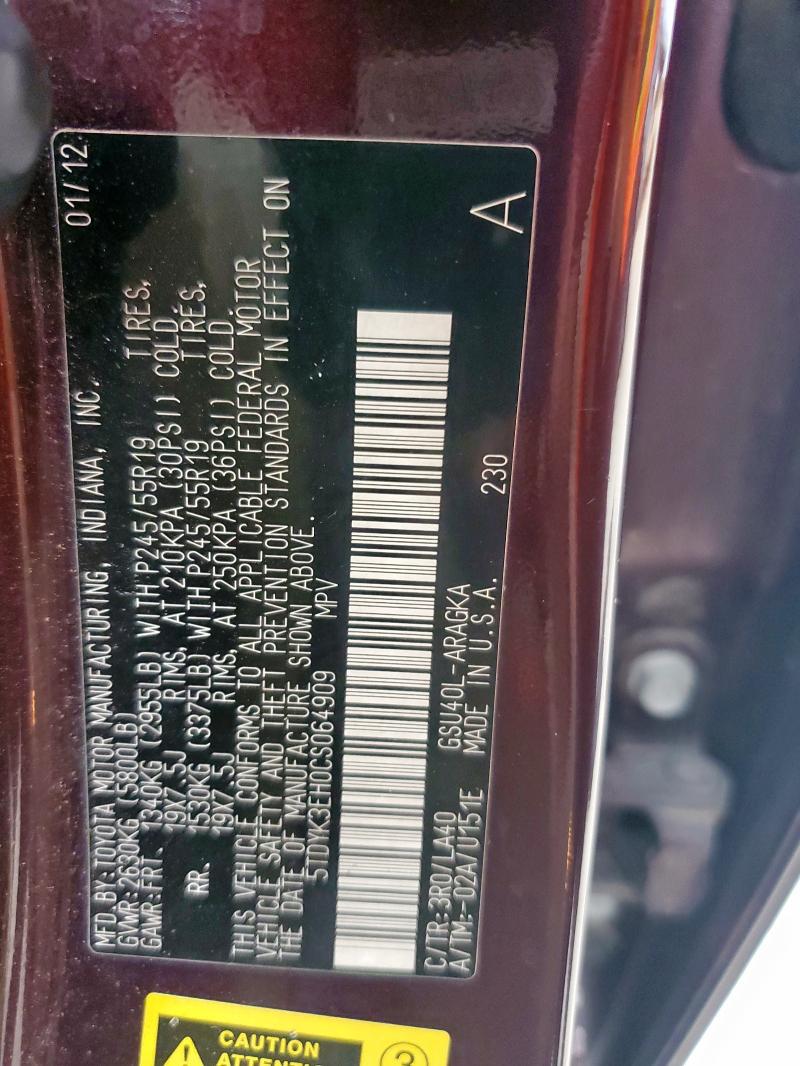 MFD. BY: TOYOTA MOTOR MANUFACTURING, INDIANA, INC. 01/12
GVWR: 2630KG (5800LB)
GAWR: FRT. 1340KG (2955LB) WITH P245/55R19 TIRES,
19X7.5J RIMS, AT 210KPA (30PSI) COLD.
RR. 1530KG (3375LB) WITH P245/55R19 TIRES,
19X7.5J RIMS, AT 250KPA (36PSI) COLD.
THIS VEHICLE CONFORMS TO ALL APPLICABLE FEDERAL MOTOR
VEHICLE SAFETY AND THEFT PREVENTION STANDARDS IN EFFECT ON
THE DATE OF MANUFACTURE SHOWN ABOVE.
5TDYK3EH0CS064909 MPV
C/TR: 3R0/LA40 GSU40L-ARAGKA
A/TM: -02A/U151E MADE IN U.S.A. 230
A
CAUTION
3